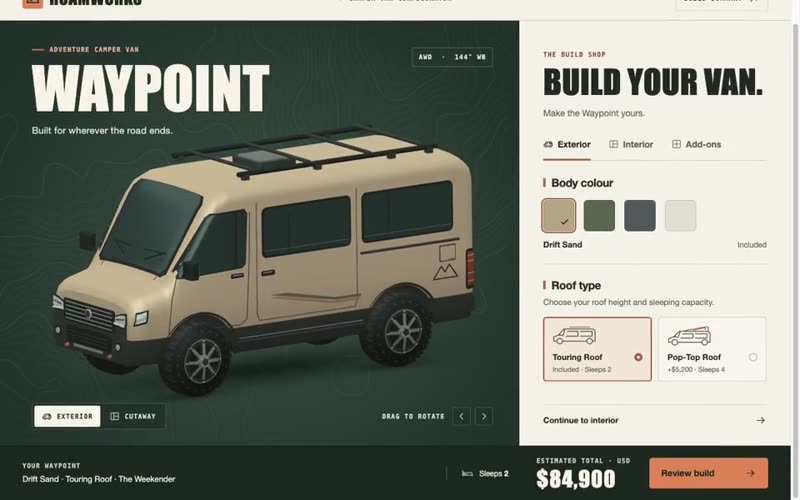 ROAMWORKS
ADVENTURE CAMPER VAN
WAYPOINT
Built for wherever the road ends.
AWD · 144" WB
EXTERIOR
CUTAWAY
DRAG TO ROTATE
THE BUILD SHOP
BUILD YOUR VAN.
Make the Waypoint yours.
Exterior
Interior
Add-ons
Body colour
Drift Sand
Included
Roof type
Choose your roof height and sleeping capacity.
Touring Roof
Included · Sleeps 2
Pop-Top Roof
+$5,200 · Sleeps 4
Continue to interior
YOUR WAYPOINT
Drift Sand · Touring Roof · The Weekender
Sleeps 2
ESTIMATED TOTAL · USD
$84,900
Review build